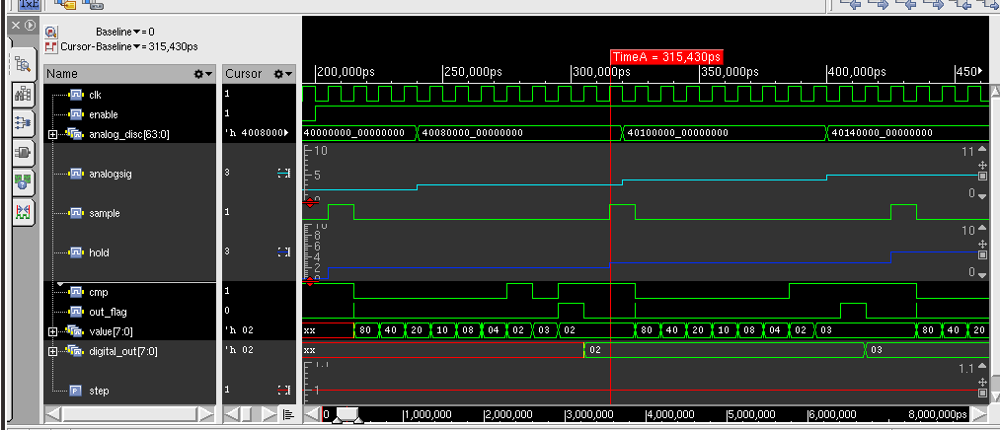 TxE
Baseline▼=0
Cursor-Baseline▼=315,430ps
TimeA = 315,430ps
Name
Cursor
200,000ps
250,000ps
300,000ps
350,000ps
400,000ps
450
clk
1
enable
1
analog_disc[63:0]
'h 4008000
40000000_00000000
40080000_00000000
40100000_00000000
40140000_00000000
analogsig
3
10
5
0
11
0
sample
1
hold
3
10
8
6
4
2
0
10
0
cmp
1
out_flag
0
value[7:0]
'h 02
xx
80
40
20
10
08
04
02
03
02
80
40
20
10
08
04
02
03
80
40
20
digital_out[7:0]
'h 02
xx
02
03
step
1
1.1
1
1.1
0
1,000,000
2,000,000
3,000,000
4,000,000
5,000,000
6,000,000
8,000,000ps